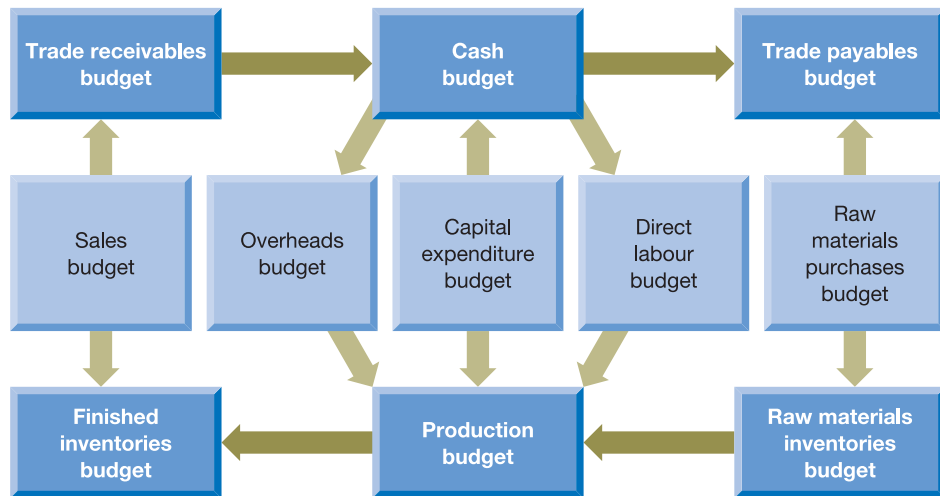 Trade receivables
budget
Cash
budget
Trade payables
budget
Sales
budget
Overheads
budget
Capital
expenditure
budget
Direct
labour
budget
Raw
materials
purchases
budget
Finished
inventories
budget
Production
budget
Raw materials
inventories
budget